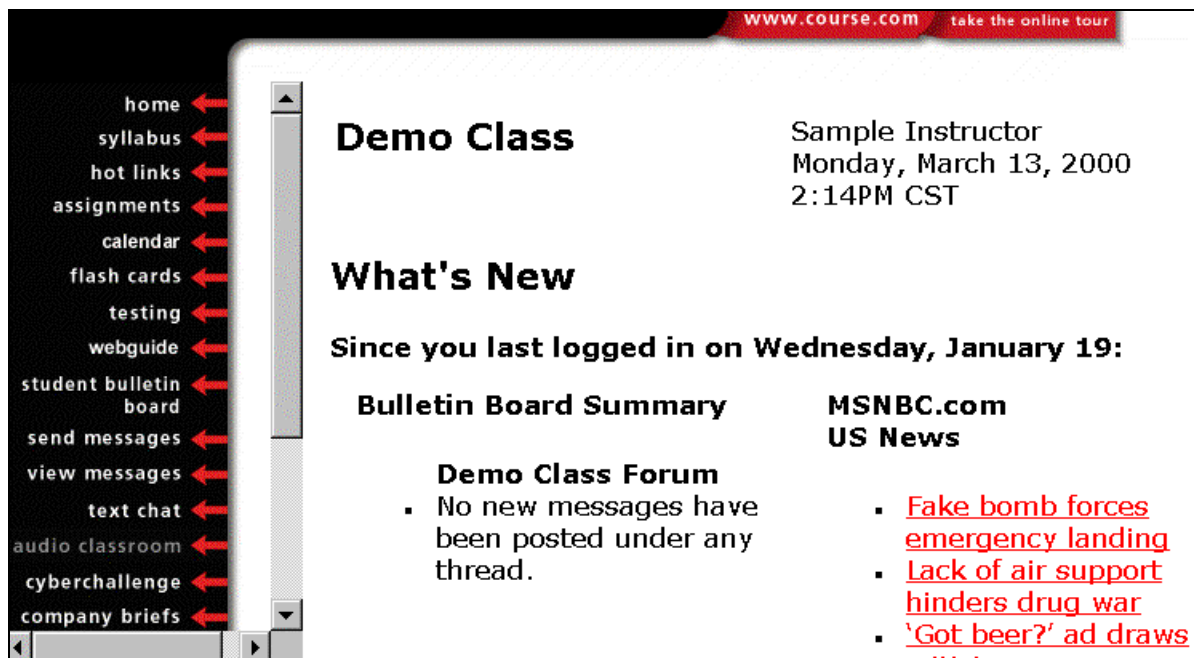 www.course.com
take the online tour
home
syllabus
hot links
assignments
calendar
flash cards
testing
webguide
student bulletin
board
send messages
view messages
text chat
audio classroom
cyberchallenge
company briefs
Demo Class
Sample Instructor
Monday, March 13, 2000
2:14PM CST
What's New
Since you last logged in on Wednesday, January 19:
Bulletin Board Summary
Demo Class Forum
No new messages have
been posted under any
thread.
MSNBC.com
US News
Fake bomb forces
emergency landing
Lack of air support
hinders drug war
‘Got beer?’ ad draws